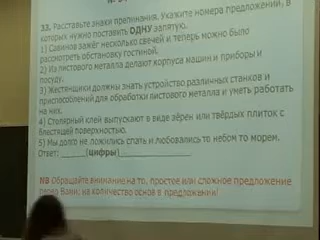 33. Расставьте знаки препинания. Укажите номера предложений, в
которых нужно поставить ОДНУ запятую.
1) Савинов зажёг несколько свечей и теперь можно было
рассмотреть обстановку гостиной.
2) Из листового металла делают корпуса машин и приборы и
посуду.
3) Жестянщики должны знать устройство различных станков и
приспособлений для обработки листового металла и уметь работать
на них.
4) Столярный клей выпускают в виде зёрен или твёрдых плиток с
блестящей поверхностью.
5) Мы долго не ложились спать и любовались то небом то морем.
Ответ: ______(цифры)______
NB Обращайте внимание на то, простое или сложное предложение
перед Вами; на количество основ в предложении!